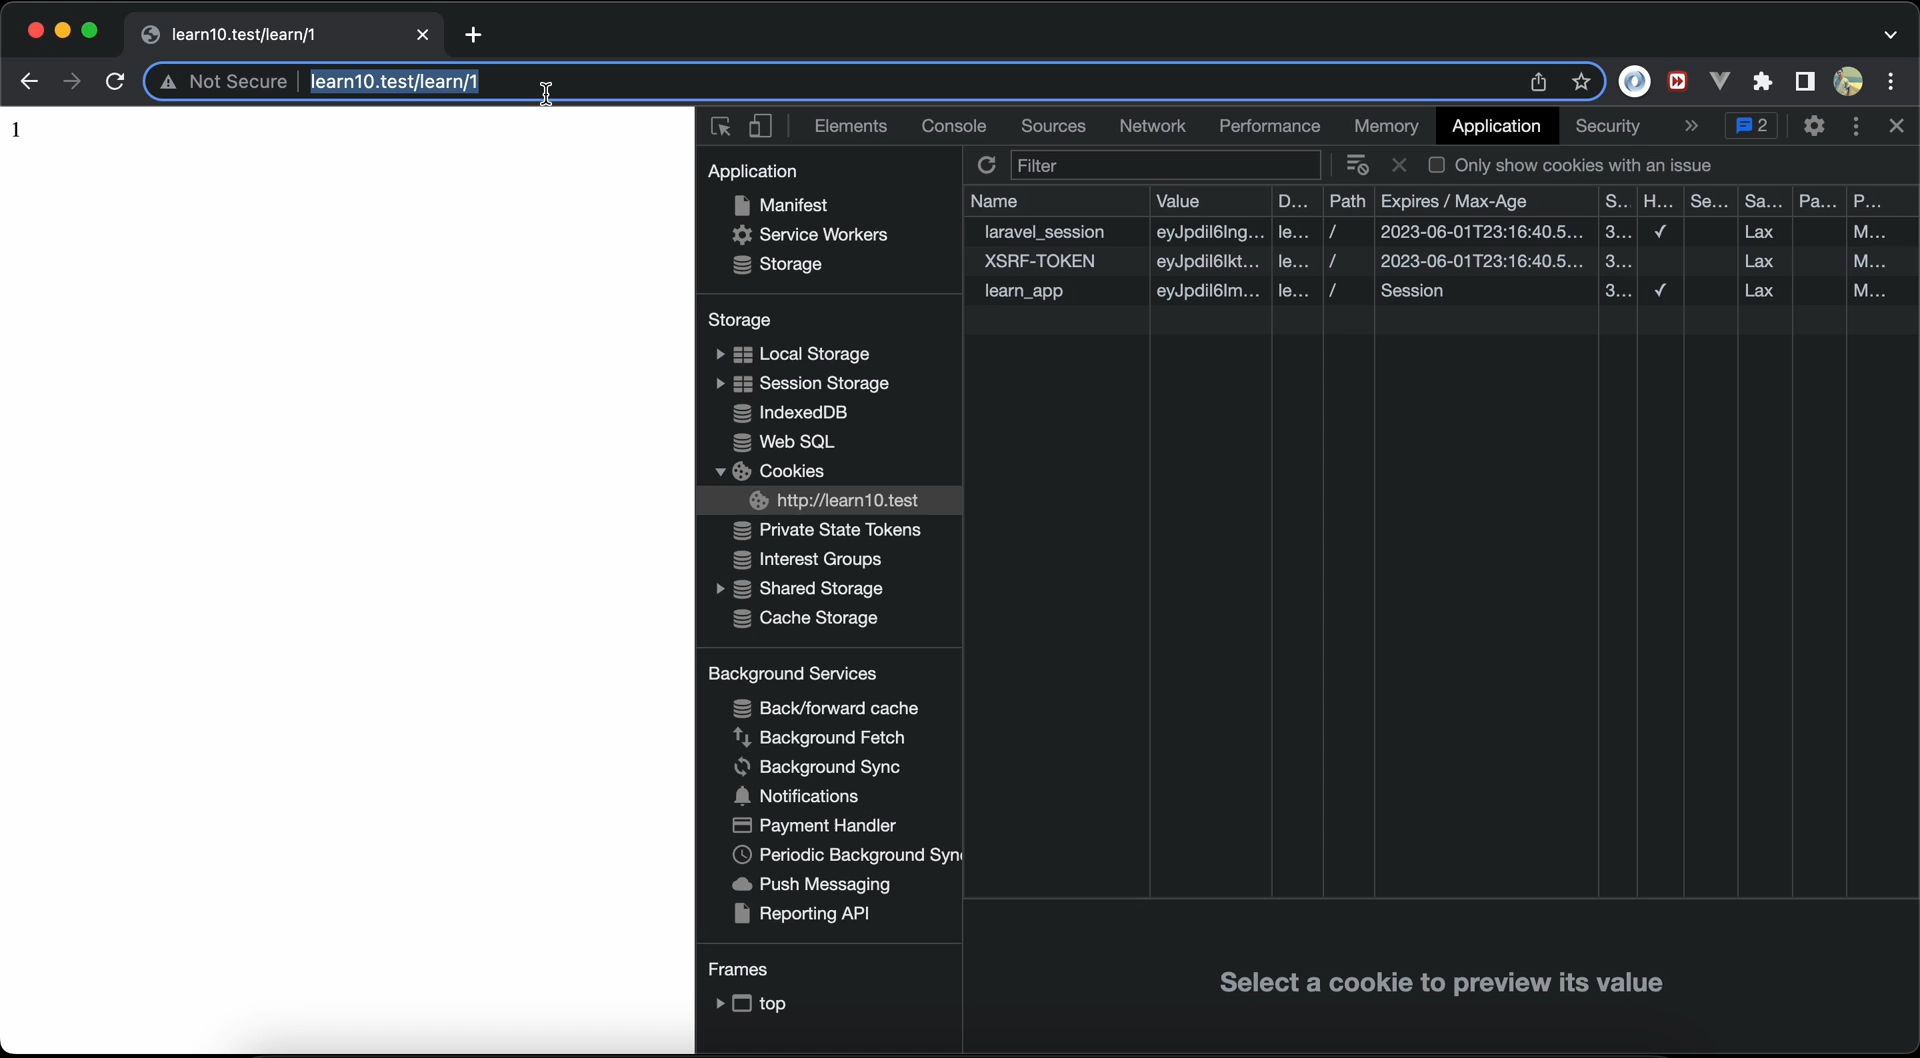 learn10.test/learn/1
Not Secure learn10.test/learn/1
1
Elements Console Sources Network Performance Memory Application Security 2
Application
Manifest
Service Workers
Storage
Storage
Local Storage
Session Storage
IndexedDB
Web SQL
Cookies
http://learn10.test
Private State Tokens
Interest Groups
Shared Storage
Cache Storage
Background Services
Back/forward cache
Background Fetch
Background Sync
Notifications
Payment Handler
Periodic Background Syn
Push Messaging
Reporting API
Frames
top
Filter Only show cookies with an issue
Name Value D... Path Expires / Max-Age S... H... Se... Sa... Pa... P...
laravel_session eyJpdiI6Ing... le... / 2023-06-01T23:16:40.5... 3... ✓ Lax M...
XSRF-TOKEN eyJpdiI6Ikt... le... / 2023-06-01T23:16:40.5... 3... Lax M...
learn_app eyJpdiI6Im... le... / Session 3... ✓ Lax M...
Select a cookie to preview its value